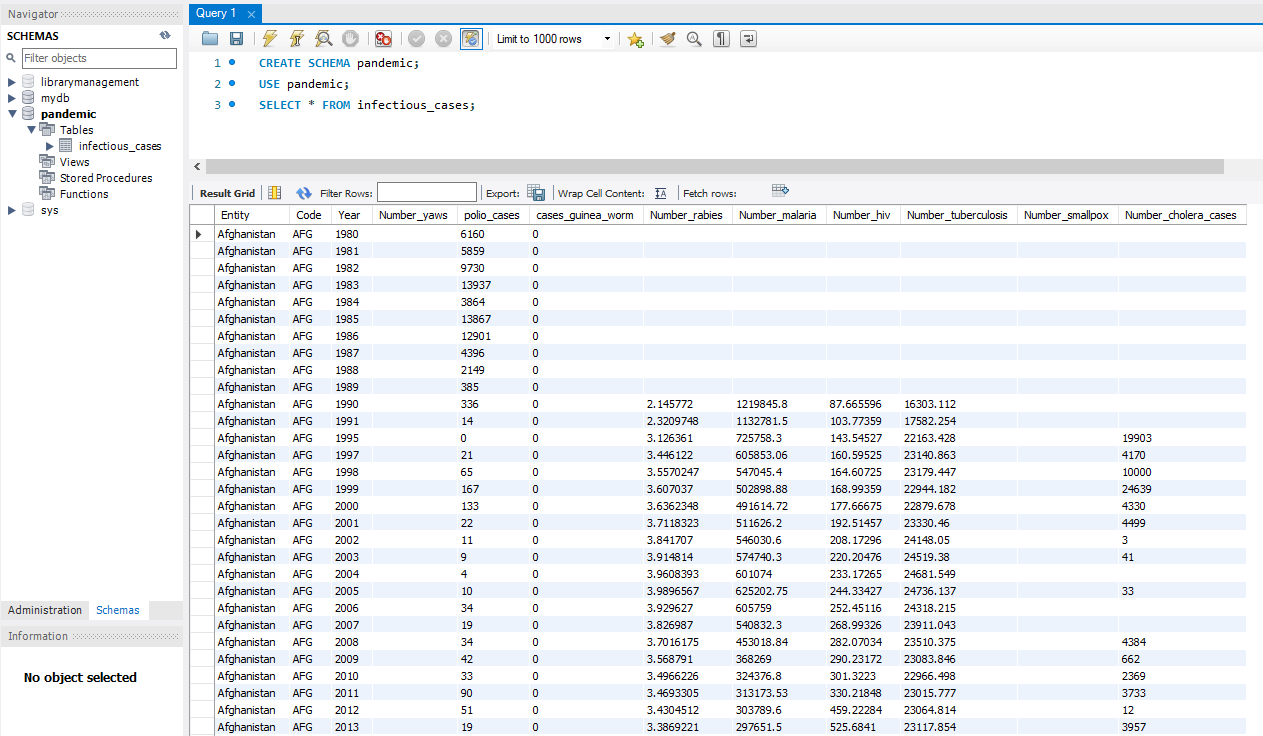 Navigator
SCHEMAS
Filter objects
librarymanagement
mydb
pandemic
Tables
infectious_cases
Views
Stored Procedures
Functions
sys
Administration Schemas
Information
No object selected
Query 1
Limit to 1000 rows
1 CREATE SCHEMA pandemic;
2 USE pandemic;
3 SELECT * FROM infectious_cases;
Result Grid Filter Rows: Export: Wrap Cell Content: Fetch rows:
Entity Code Year Number_yaws polio_cases cases_guinea_worm Number_rabies Number_malaria Number_hiv Number_tuberculosis Number_smallpox Number_cholera_cases
Afghanistan AFG 1980 6160 0
Afghanistan AFG 1981 5859 0
Afghanistan AFG 1982 9730 0
Afghanistan AFG 1983 13937 0
Afghanistan AFG 1984 3864 0
Afghanistan AFG 1985 13867 0
Afghanistan AFG 1986 12901 0
Afghanistan AFG 1987 4396 0
Afghanistan AFG 1988 2149 0
Afghanistan AFG 1989 385 0
Afghanistan AFG 1990 336 0 2.145772 1219845.8 87.665596 16303.112
Afghanistan AFG 1991 14 0 2.3209748 1132781.5 103.77359 17582.254
Afghanistan AFG 1995 0 0 3.126361 725758.3 143.54527 22163.428 19903
Afghanistan AFG 1997 21 0 3.446122 605853.06 160.59525 23140.863 4170
Afghanistan AFG 1998 65 0 3.5570247 547045.4 164.60725 23179.447 10000
Afghanistan AFG 1999 167 0 3.607037 502898.88 168.99359 22944.182 24639
Afghanistan AFG 2000 133 0 3.6362348 491614.72 177.66675 22879.678 4330
Afghanistan AFG 2001 22 0 3.7118323 511626.2 192.51457 23330.46 4499
Afghanistan AFG 2002 11 0 3.841707 546030.6 208.17296 24148.05 3
Afghanistan AFG 2003 9 0 3.914814 574740.3 220.20476 24519.38 41
Afghanistan AFG 2004 4 0 3.9608393 601074 233.17265 24681.549
Afghanistan AFG 2005 10 0 3.9896567 625202.75 244.33427 24736.137 33
Afghanistan AFG 2006 34 0 3.929627 605759 252.45116 24318.215
Afghanistan AFG 2007 19 0 3.826987 540832.3 268.99326 23911.043
Afghanistan AFG 2008 34 0 3.7016175 453018.84 282.07034 23510.375 4384
Afghanistan AFG 2009 42 0 3.568791 368269 290.23172 23083.846 662
Afghanistan AFG 2010 33 0 3.4966226 324376.8 301.3223 22966.498 2369
Afghanistan AFG 2011 90 0 3.4693305 313173.53 330.21848 23015.777 3733
Afghanistan AFG 2012 51 0 3.4304512 303789.6 459.22284 23064.814 12
Afghanistan AFG 2013 19 0 3.3869221 297651.5 525.6841 23117.854 3957